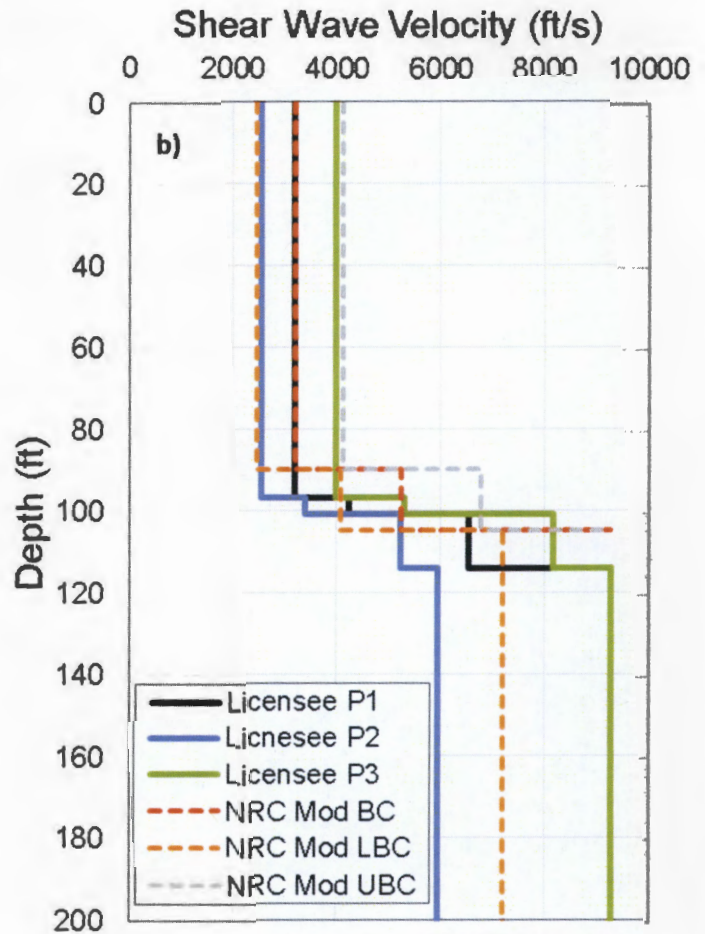 Shear Wave Velocity (ft/s)
0 2000 4000 6000 8000 10000
b)
0
20
40
60
80
100
120
140
160
180
200
Depth (ft)
Licensee P1
Licnesee P2
Licensee P3
NRC Mod BC
NRC Mod LBC
NRC Mod UBC